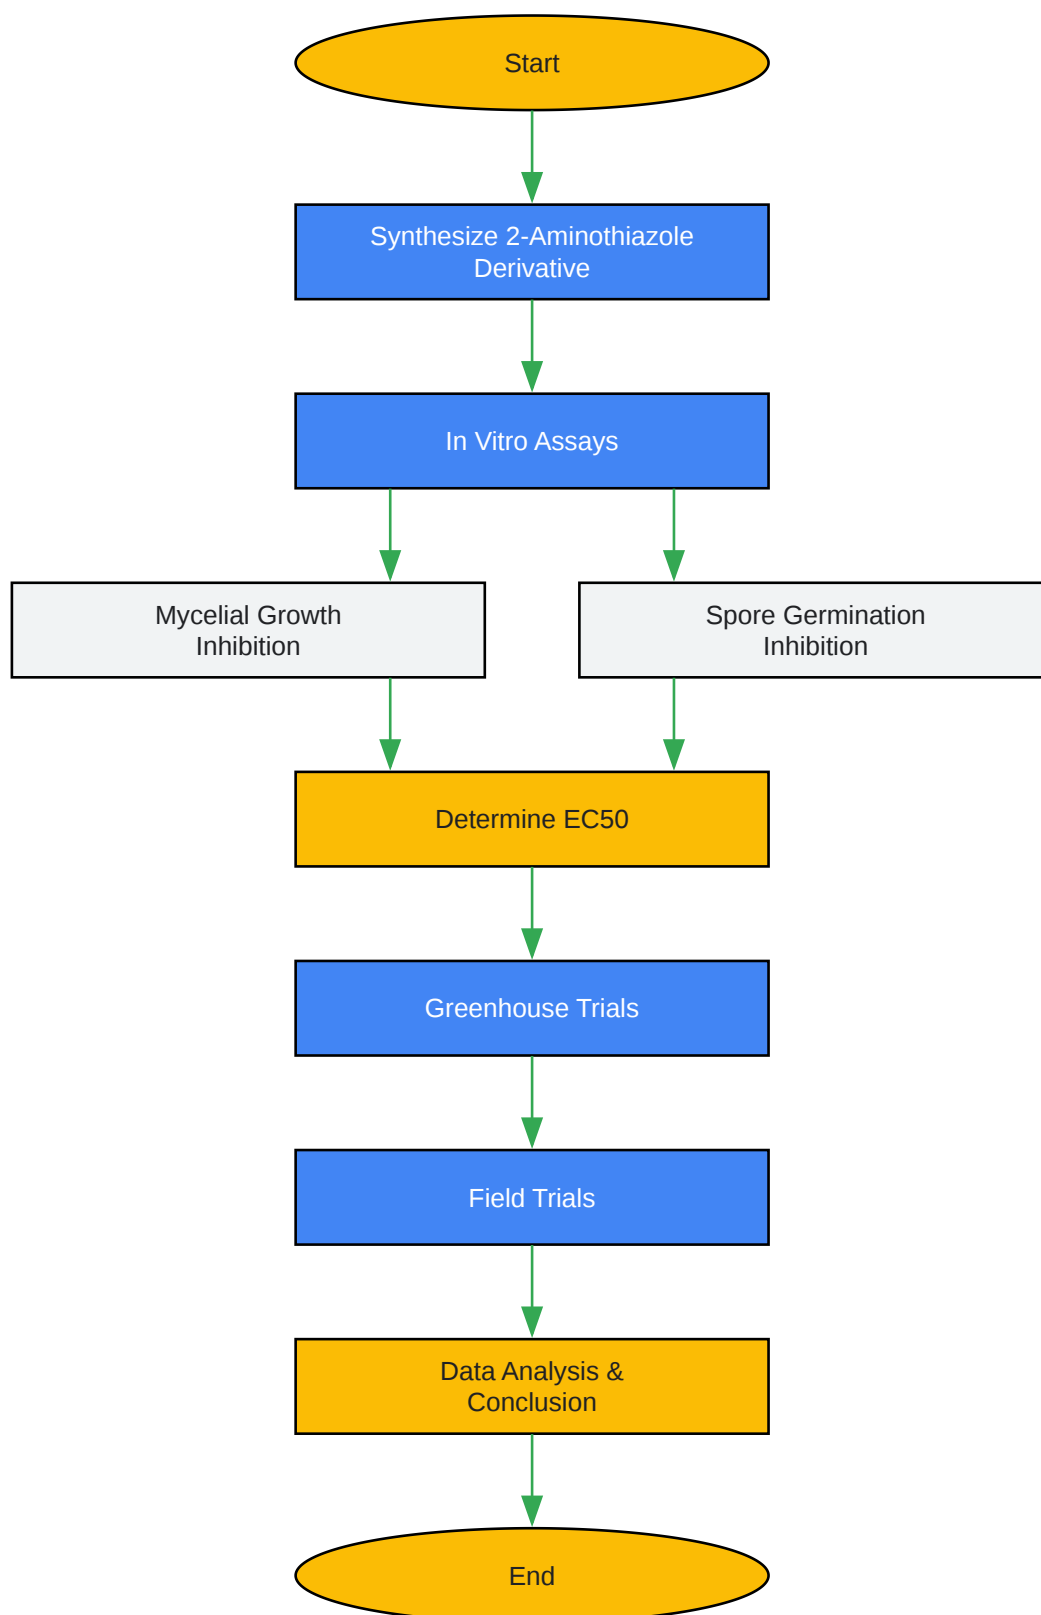 Start
Synthesize 2-Aminothiazole
Derivative
In Vitro Assays
Mycelial Growth
Inhibition
Spore Germination
Inhibition
Determine EC50
Greenhouse Trials
Field Trials
Data Analysis &
Conclusion
End